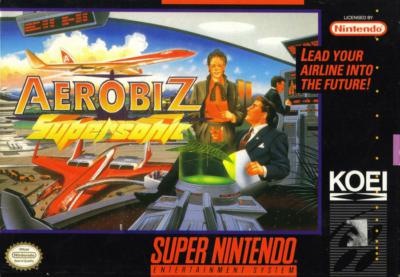 LICENSED BY
Nintendo
LEAD YOUR
AIRLINE INTO
THE FUTURE!
AEROBIZ
Supersonic
KOEI
SUPER NINTENDO
ENTERTAINMENT SYSTEM